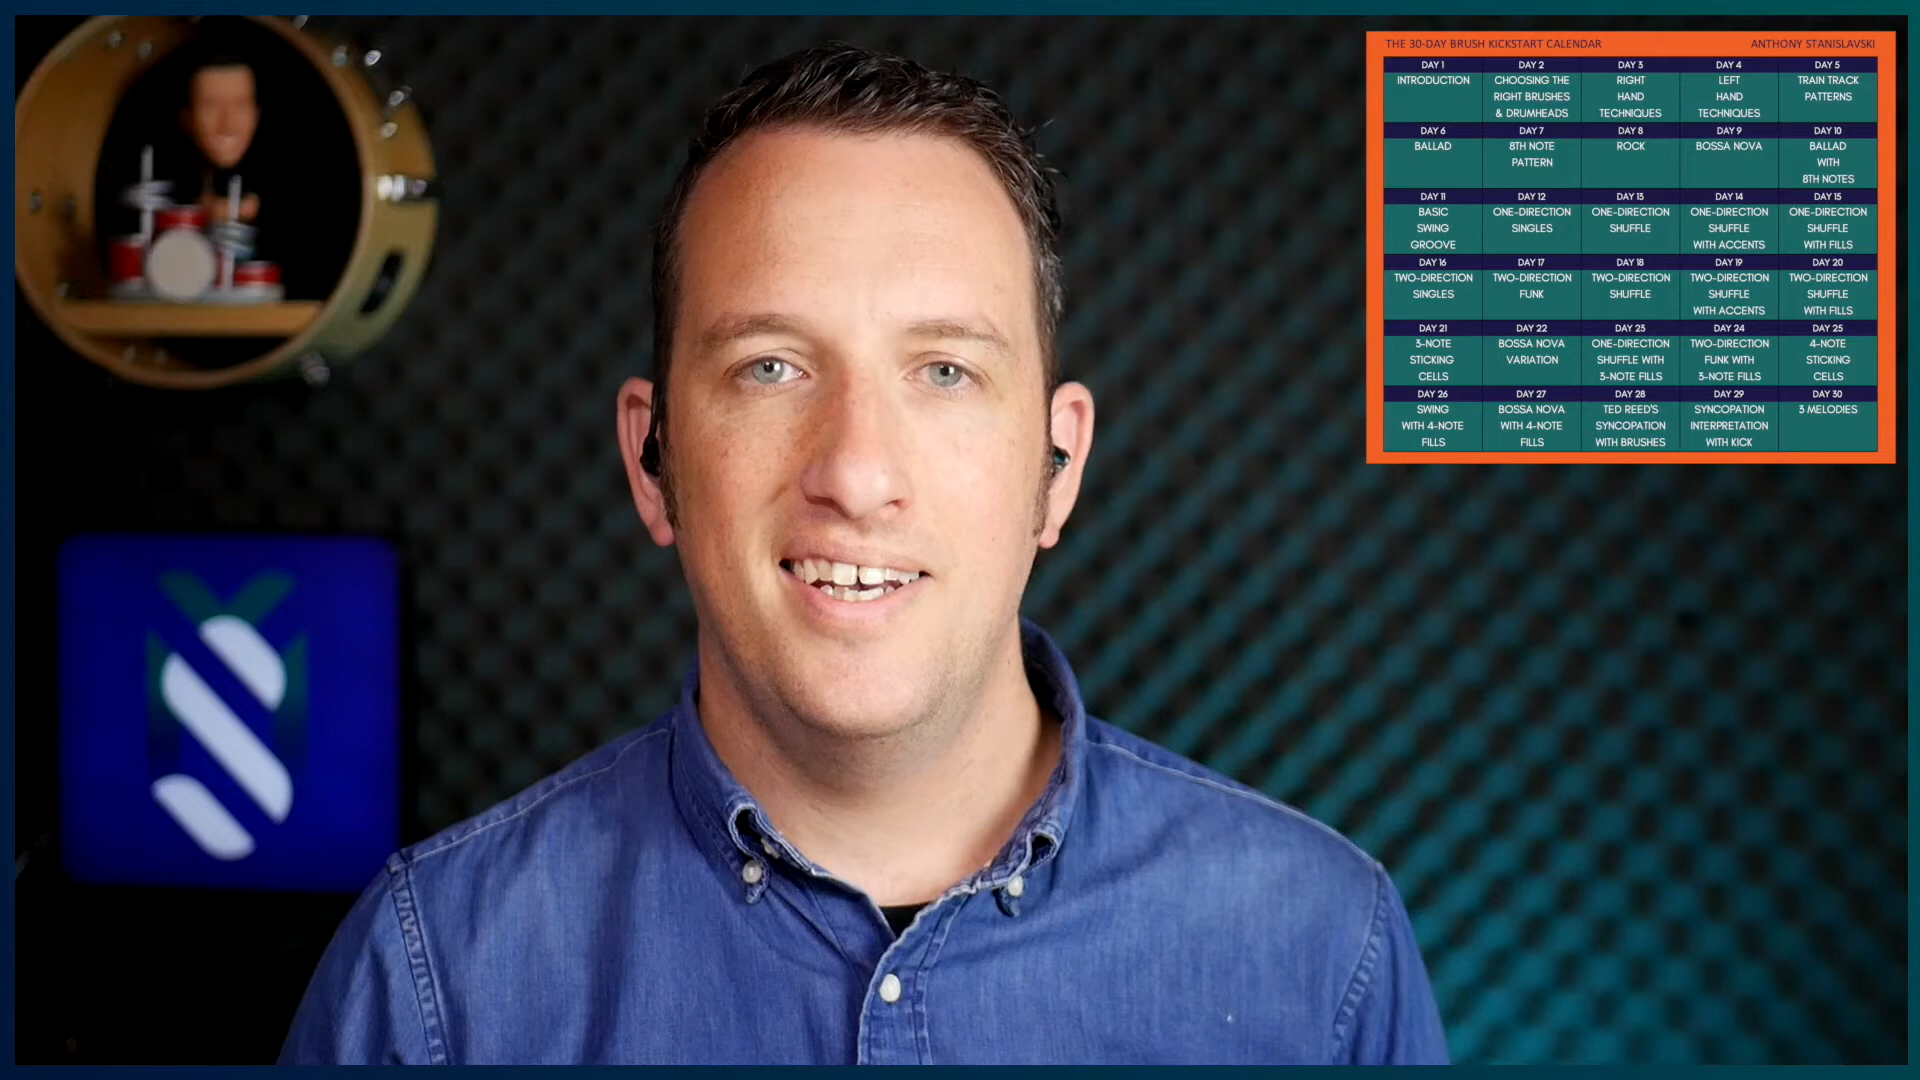 THE 30-DAY BRUSH KICKSTART CALENDAR ANTHONY STANISLAVSKI
DAY 1 DAY 2 DAY 3 DAY 4 DAY 5
INTRODUCTION CHOOSING THE RIGHT LEFT TRAIN TRACK
RIGHT BRUSHES HAND HAND PATTERNS
& DRUMHEADS TECHNIQUES TECHNIQUES
DAY 6 DAY 7 DAY 8 DAY 9 DAY 10
BALLAD 8TH NOTE ROCK BOSSA NOVA BALLAD
PATTERN WITH
8TH NOTES
DAY 11 DAY 12 DAY 13 DAY 14 DAY 15
BASIC ONE-DIRECTION ONE-DIRECTION ONE-DIRECTION ONE-DIRECTION
SWING SINGLES SHUFFLE SHUFFLE SHUFFLE
GROOVE WITH ACCENTS WITH FILLS
DAY 16 DAY 17 DAY 18 DAY 19 DAY 20
TWO-DIRECTION TWO-DIRECTION TWO-DIRECTION TWO-DIRECTION TWO-DIRECTION
SINGLES FUNK SHUFFLE SHUFFLE SHUFFLE
WITH ACCENTS WITH FILLS
DAY 21 DAY 22 DAY 23 DAY 24 DAY 25
3-NOTE BOSSA NOVA ONE-DIRECTION TWO-DIRECTION 4-NOTE
STICKING VARIATION SHUFFLE WITH FUNK WITH STICKING
CELLS 3-NOTE FILLS 3-NOTE FILLS CELLS
DAY 26 DAY 27 DAY 28 DAY 29 DAY 30
SWING BOSSA NOVA TED REED'S SYNCOPATION 3 MELODIES
WITH 4-NOTE WITH 4-NOTE SYNCOPATION INTERPRETATION
FILLS FILLS WITH BRUSHES WITH KICK